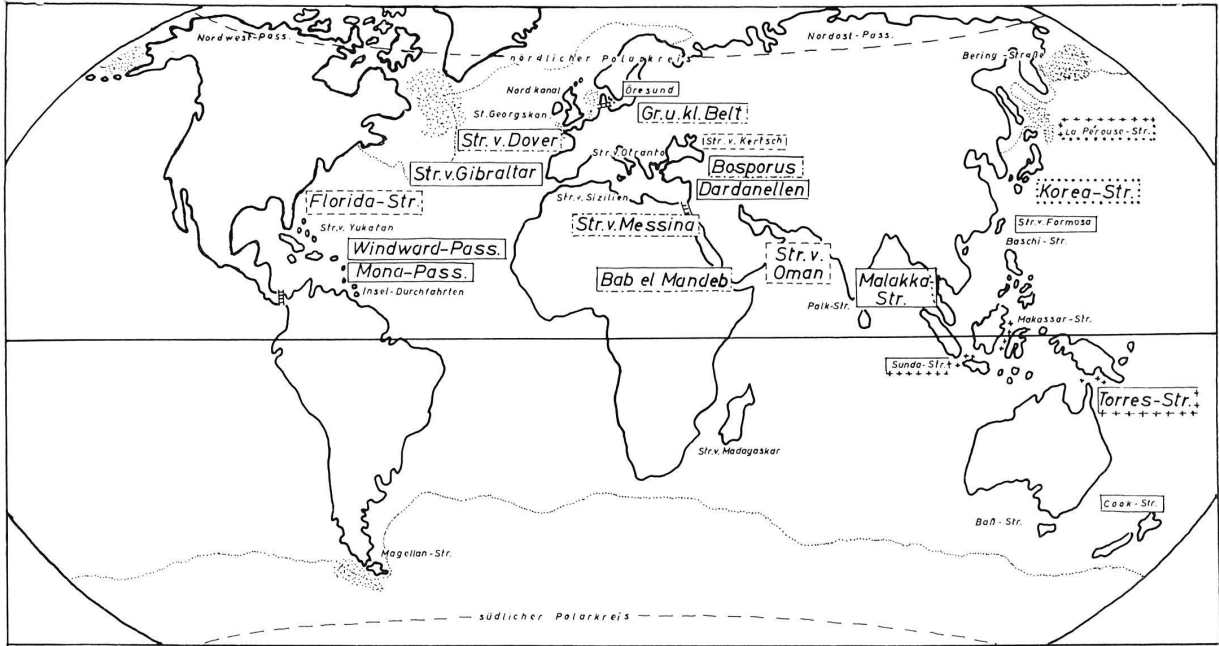 Nordwest-Pass.
Nordost-Pass.
nördlicher Polarkreis
Bering-Straße
Nordkanal
Öresund
St.Georgskan.
Gr.u.kl.Belt
La Pérouse-Str.
Str.v.Dover
Str.v.Kertsch
Str.v.Otranto
Str.v.Gibraltar
Bosporus
Dardanellen
Korea-Str.
Florida-Str.
Str.v.Sizilien
Str.v.Formosa
Str.v.Yukatan
Str.v.Messina
Baschi-Str.
Windward-Pass.
Str.v.
Oman
Mona-Pass.
Bab el Mandeb
Malakka-
Str.
Insel-Durchfahrten
Palk-Str.
Makassar-Str.
Sunda-Str.
Torres-Str.
Str.v.Madagaskar
Cook-Str.
Baß-Str.
Magellan-Str.
südlicher Polarkreis